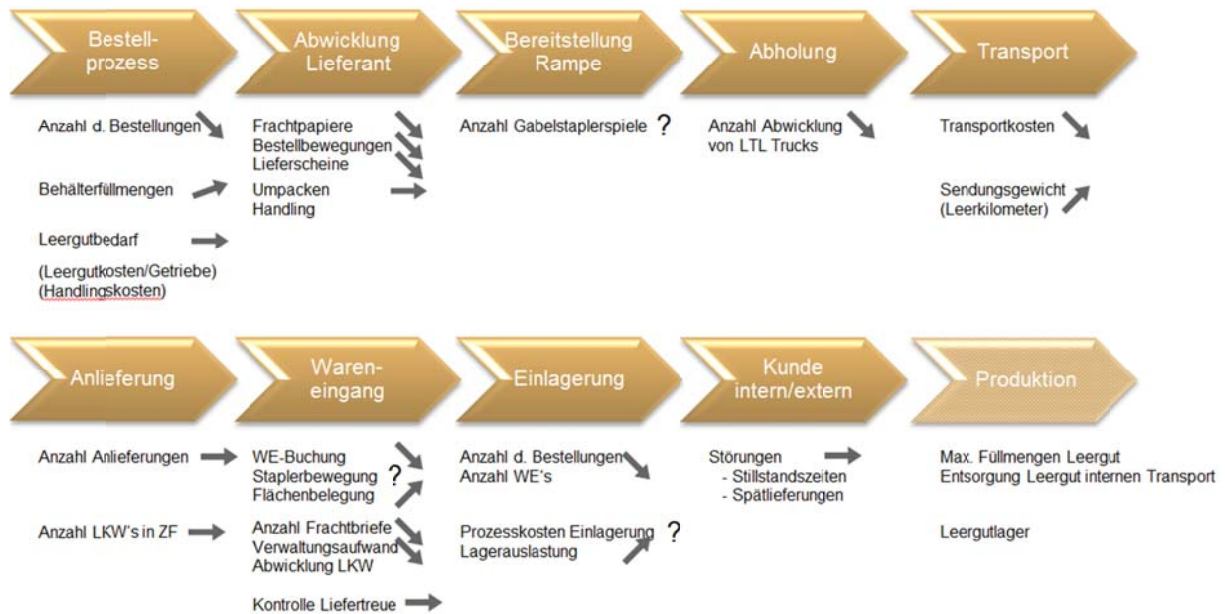 Bestell-
prozess
Abwicklung
Lieferant
Bereitstellung
Rampe
Abholung
Transport
Anzahl d. Bestellungen
Behälterfüllmengen
Leergutbedarf
(Leergutkosten/Getriebe)
(Handlingskosten)
Frachtpapiere
Bestellbewegungen
Lieferscheine
Umpacken
Handling
Anzahl Gabelstaplerspiele ?
Anzahl Abwicklung
von LTL Trucks
Transportkosten
Sendungsgewicht
(Leerkilometer)
Anlieferung
Waren-
eingang
Einlagerung
Kunde
intern/extern
Produktion
Anzahl Anlieferungen
Anzahl LKW's in ZF
WE-Buchung
Staplerbewegung ?
Flächenbelegung
Anzahl Frachtbriefe
Verwaltungsaufwand
Abwicklung LKW
Kontrolle Liefertreue
Anzahl d. Bestellungen
Anzahl WE's
Prozesskosten Einlagerung ?
Lagerauslastung
Störungen
- Stillstandszeiten
- Spätlieferungen
Max. Füllmengen Leergut
Entsorgung Leergut internen Transport
Leergutlager